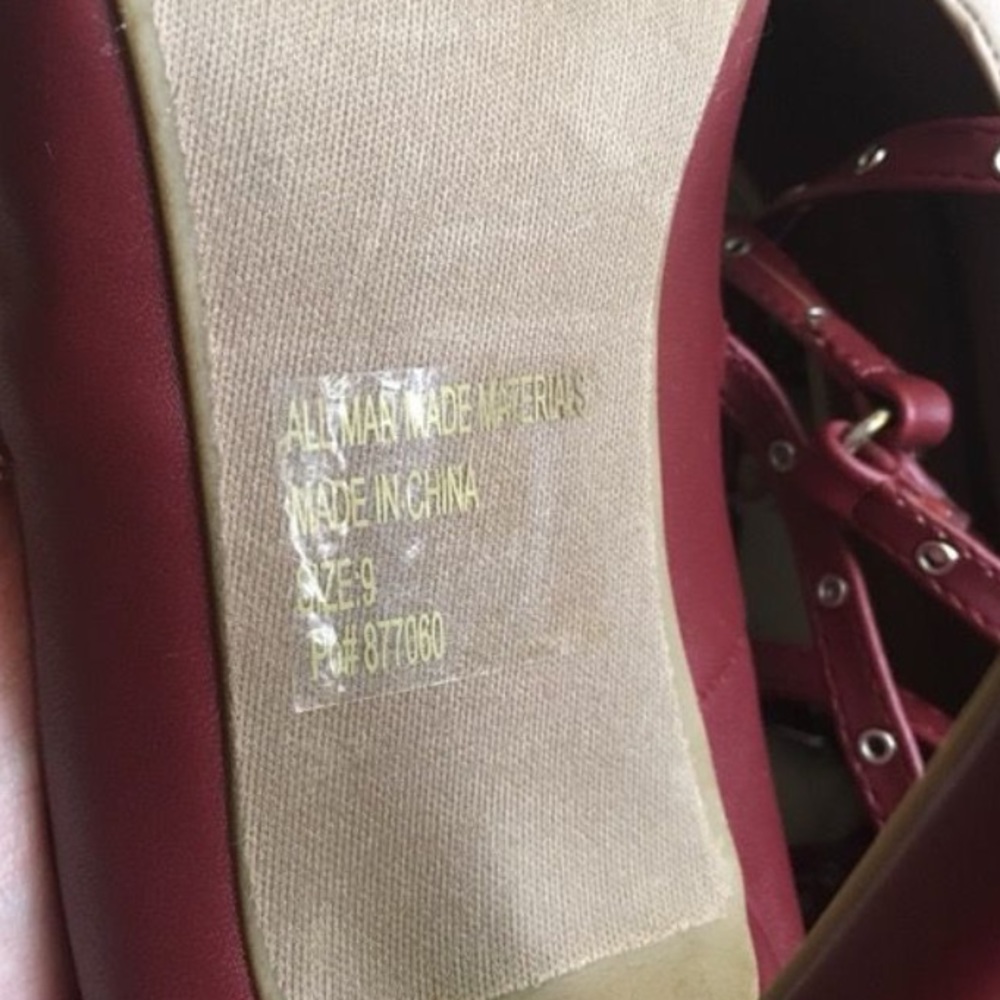 ALL MAN MADE MATERIALS
MADE IN CHINA
SIZE:9
PO# 877060